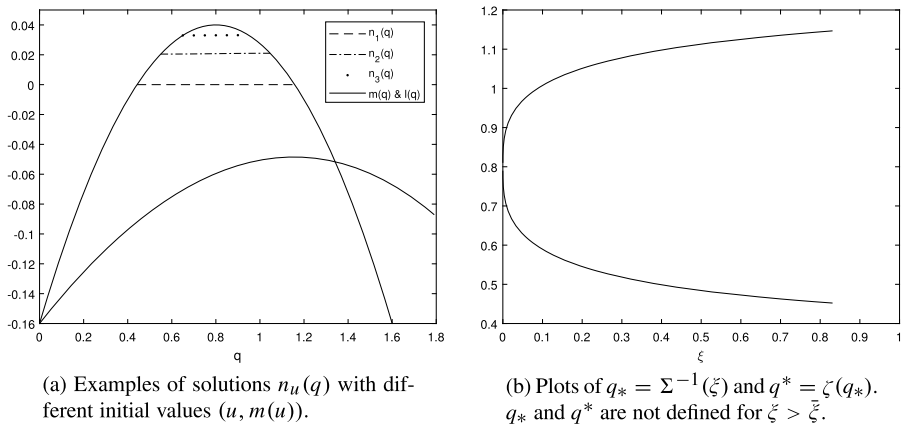 0.04
0.02
0
-0.02
-0.04
-0.06
-0.08
-0.1
-0.12
-0.14
-0.16
0 0.2 0.4 0.6 0.8 1 1.2 1.4 1.6 1.8
q
n₁(q)
n₂(q)
n₃(q)
m(q) & l(q)
(a) Examples of solutions nᵤ(q) with dif-
ferent initial values (u, m(u)).
1.2
1.1
1
0.9
0.8
0.7
0.6
0.5
0.4
0 0.1 0.2 0.3 0.4 0.5 0.6 0.7 0.8 0.9 1
ξ
(b) Plots of q∗ = Σ⁻¹(ξ) and q* = ζ(q∗).
q∗ and q* are not defined for ξ > ξ̄.